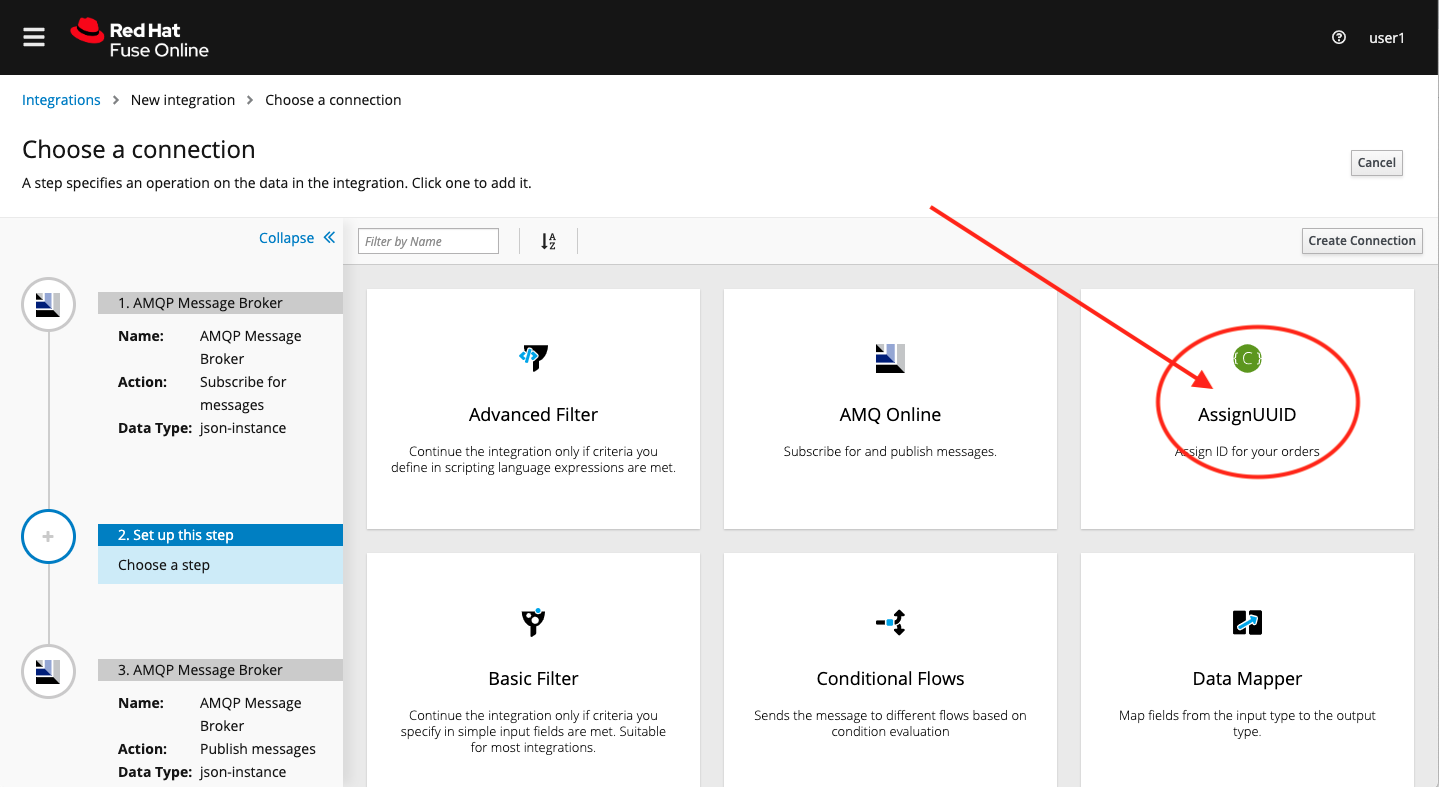 Red Hat
Fuse Online
user1
Integrations > New integration > Choose a connection
Choose a connection
Cancel
A step specifies an operation on the data in the integration. Click one to add it.
Collapse
Filter by Name
A
Z
Create Connection
1. AMQP Message Broker
Name: AMQP Message
Broker
Action: Subscribe for
messages
Data Type: json-instance
2. Set up this step
Choose a step
3. AMQP Message Broker
Name: AMQP Message
Broker
Action: Publish messages
Data Type: json-instance
Advanced Filter
Continue the integration only if criteria you
define in scripting language expressions are met.
AMQ Online
Subscribe for and publish messages.
{C}
AssignUUID
Assign ID for your orders
Basic Filter
Continue the integration only if criteria you
specify in simple input fields are met. Suitable
for most integrations.
Conditional Flows
Sends the message to different flows based on
condition evaluation
Data Mapper
Map fields from the input type to the output
type.